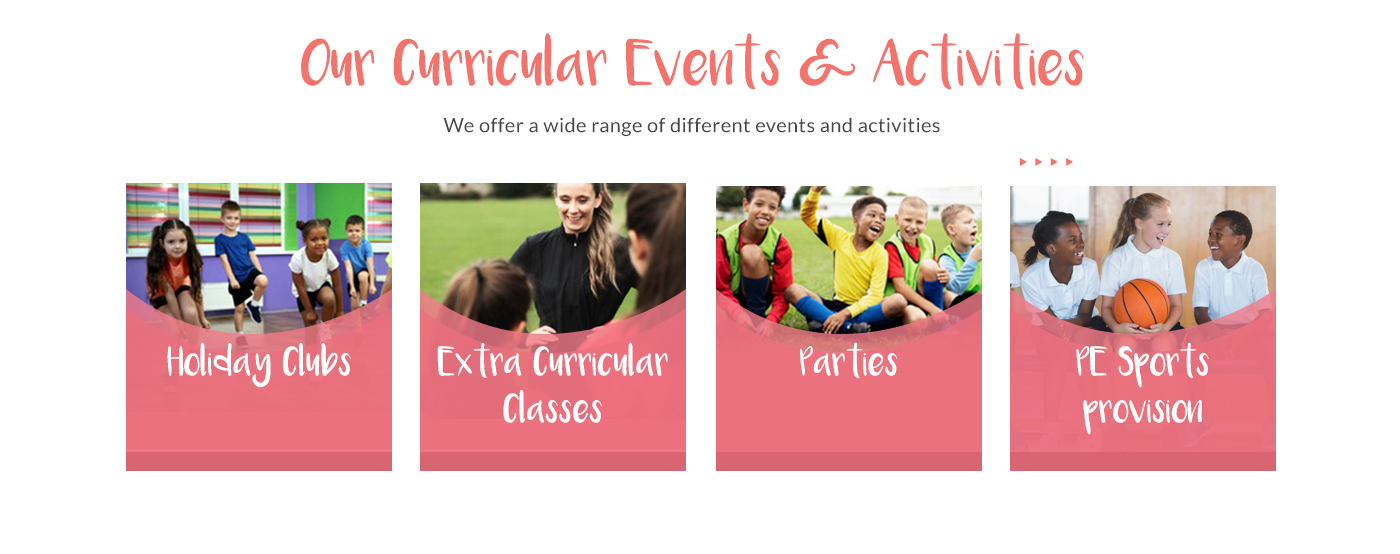 Our Curricular Events & Activities
We offer a wide range of different events and activities
Holiday Clubs
Extra Curricular
Classes
Parties
PE Sports
provision